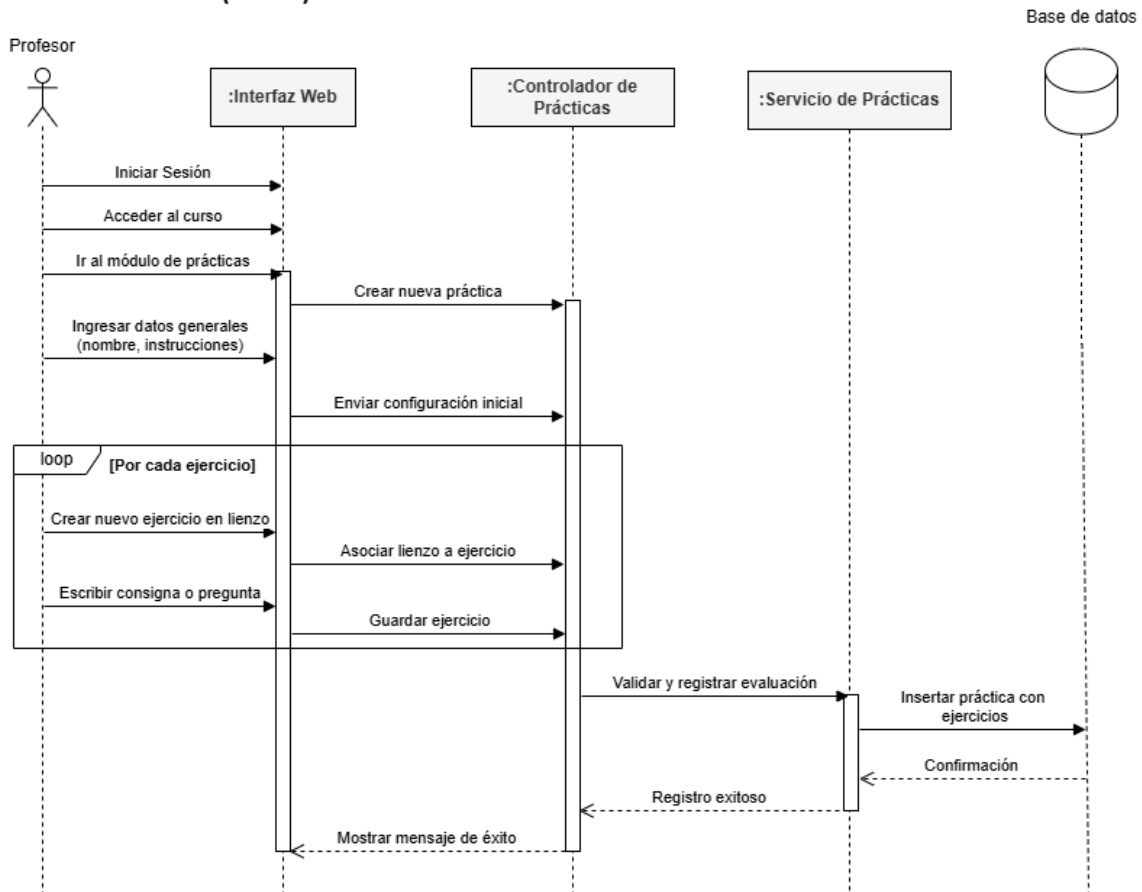 Base de datos
Profesor
:Interfaz Web
:Controlador de
Prácticas
:Servicio de Prácticas
Iniciar Sesión
Acceder al curso
Ir al módulo de prácticas
Crear nueva práctica
Ingresar datos generales
(nombre, instrucciones)
Enviar configuración inicial
loop
[Por cada ejercicio]
Crear nuevo ejercicio en lienzo
Asociar lienzo a ejercicio
Escribir consigna o pregunta
Guardar ejercicio
Validar y registrar evaluación
Insertar práctica con
ejercicios
Confirmación
Registro exitoso
Mostrar mensaje de éxito